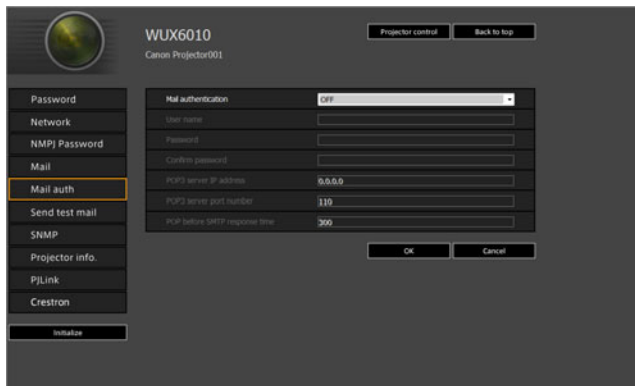 WUX6010
Projector control
Back to top
Canon Projector001
Password
Network
NMPJ Password
Mail
Mail auth
Send test mail
SNMP
Projector info.
PJLink
Crestron
Initialize
Mail authentication OFF
User name
Password
Confirm password
POP3 server IP address 0.0.0.0
POP3 server port number 110
POP before SMTP response time 300
OK
Cancel